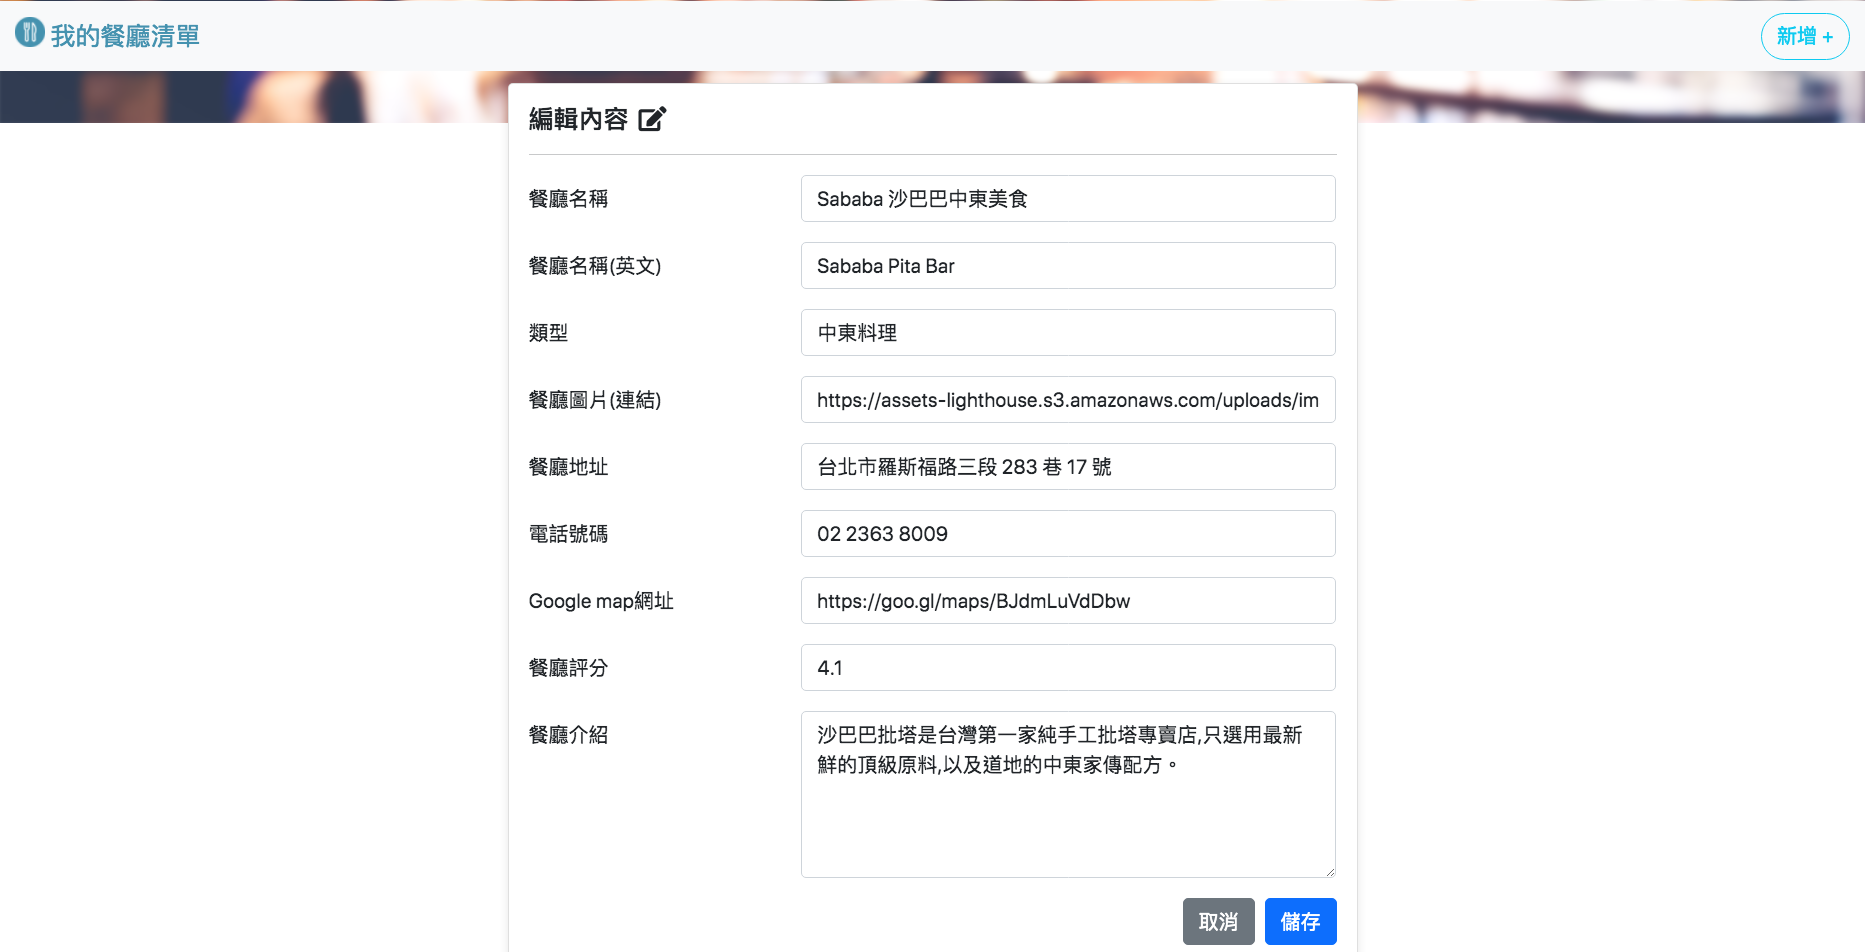 我的餐廳清單
新增 +
編輯內容
餐廳名稱
Sababa 沙巴巴中東美食
餐廳名稱(英文)
Sababa Pita Bar
類型
中東料理
餐廳圖片(連結)
https://assets-lighthouse.s3.amazonaws.com/uploads/im
餐廳地址
台北市羅斯福路三段 283 巷 17 號
電話號碼
02 2363 8009
Google map網址
https://goo.gl/maps/BJdmLuVdDbw
餐廳評分
4.1
餐廳介紹
沙巴巴批塔是台灣第一家純手工批塔專賣店,只選用最新
鮮的頂級原料,以及道地的中東家傳配方。
取消
儲存